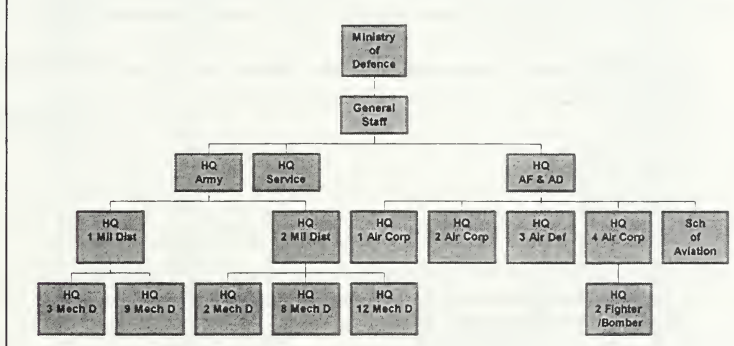 Ministry
of
Defence
General
Staff
HQ
Army
HQ
Service
HQ
AF & AD
HQ
1 Mil Dist
HQ
2 Mil Dist
HQ
1 Air Corp
HQ
2 Air Corp
HQ
3 Air Def
HQ
4 Air Corp
Sch
of
Aviation
HQ
3 Mech D
HQ
9 Mech D
HQ
2 Mech D
HQ
8 Mech D
HQ
12 Mech D
HQ
2 Fighter
/Bomber